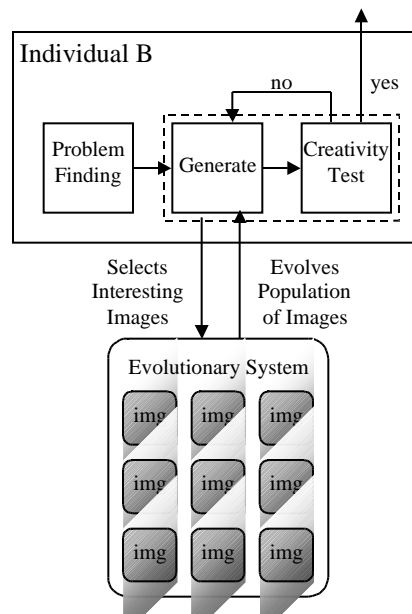 Individual B
no
yes
Problem
Finding
Generate
Creativity
Test
Selects
Interesting
Images
Evolves
Population
of Images
Evolutionary System
img img img
img img img
img img img